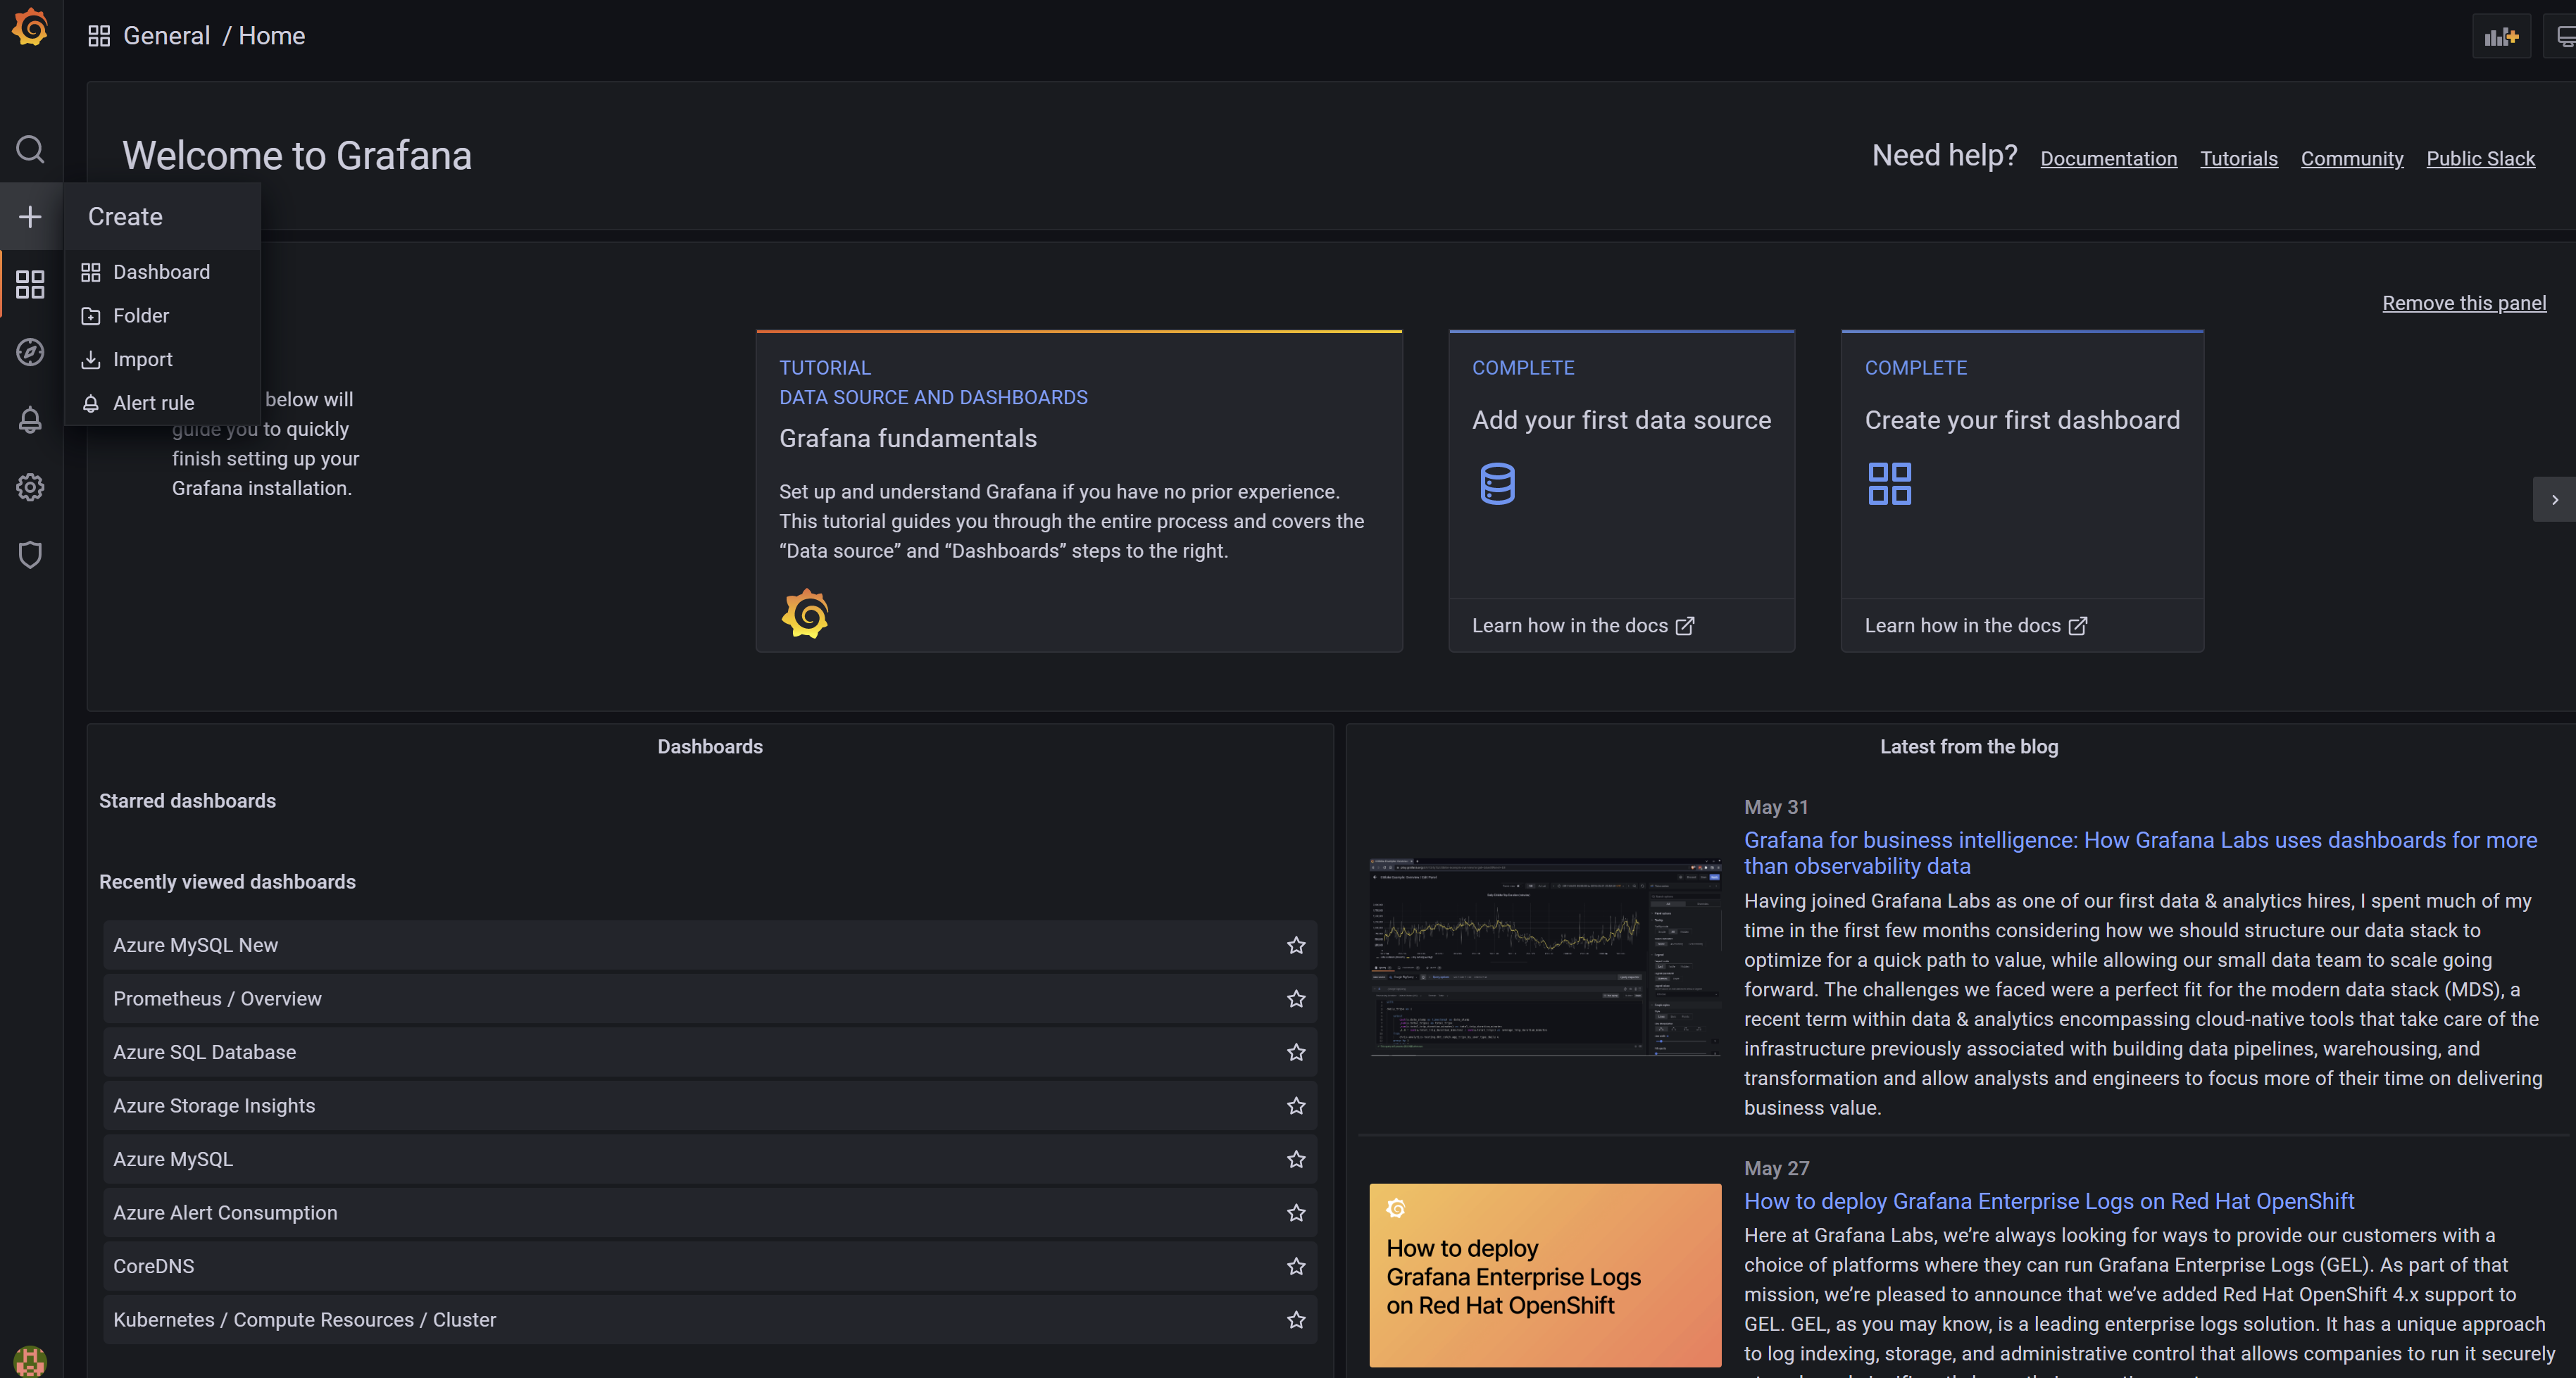 General / Home
Welcome to Grafana
Need help? Documentation Tutorials Community Public Slack
Create
Dashboard
Folder
Import
Alert rule
below will
guide you to quickly
finish setting up your
Grafana installation.
Remove this panel
TUTORIAL
DATA SOURCE AND DASHBOARDS
Grafana fundamentals
Set up and understand Grafana if you have no prior experience.
This tutorial guides you through the entire process and covers the
“Data source” and “Dashboards” steps to the right.
COMPLETE
Add your first data source
Learn how in the docs
COMPLETE
Create your first dashboard
Learn how in the docs
Dashboards
Starred dashboards
Recently viewed dashboards
Azure MySQL New
Prometheus / Overview
Azure SQL Database
Azure Storage Insights
Azure MySQL
Azure Alert Consumption
CoreDNS
Kubernetes / Compute Resources / Cluster
Latest from the blog
May 31
Grafana for business intelligence: How Grafana Labs uses dashboards for more
than observability data
Having joined Grafana Labs as one of our first data & analytics hires, I spent much of my
time in the first few months considering how we should structure our data stack to
optimize for a quick path to value, while allowing our small data team to scale going
forward. The challenges we faced were a perfect fit for the modern data stack (MDS), a
recent term within data & analytics encompassing cloud-native tools that take care of the
infrastructure previously associated with building data pipelines, warehousing, and
transformation and allow analysts and engineers to focus more of their time on delivering
business value.
How to deploy
Grafana Enterprise Logs
on Red Hat OpenShift
May 27
How to deploy Grafana Enterprise Logs on Red Hat OpenShift
Here at Grafana Labs, we’re always looking for ways to provide our customers with a
choice of platforms where they can run Grafana Enterprise Logs (GEL). As part of that
mission, we’re pleased to announce that we’ve added Red Hat OpenShift 4.x support to
GEL. GEL, as you may know, is a leading enterprise logs solution. It has a unique approach
to log indexing, storage, and administrative control that allows companies to run it securely